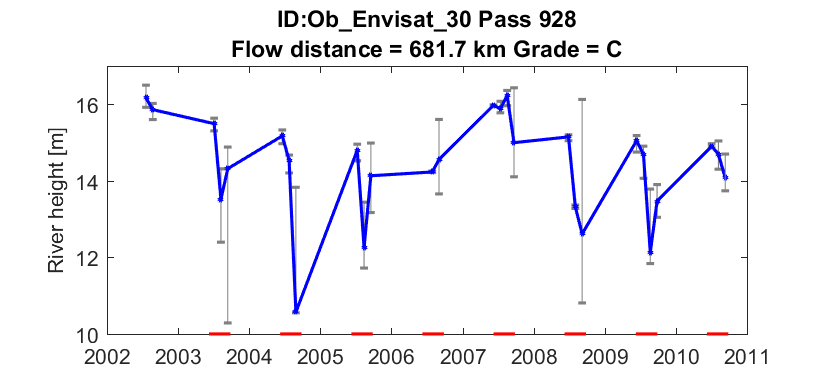 ID:Ob_Envisat_30 Pass 928
Flow distance = 681.7 km Grade = C
River height [m]
16
14
12
10
2002 2003 2004 2005 2006 2007 2008 2009 2010 2011